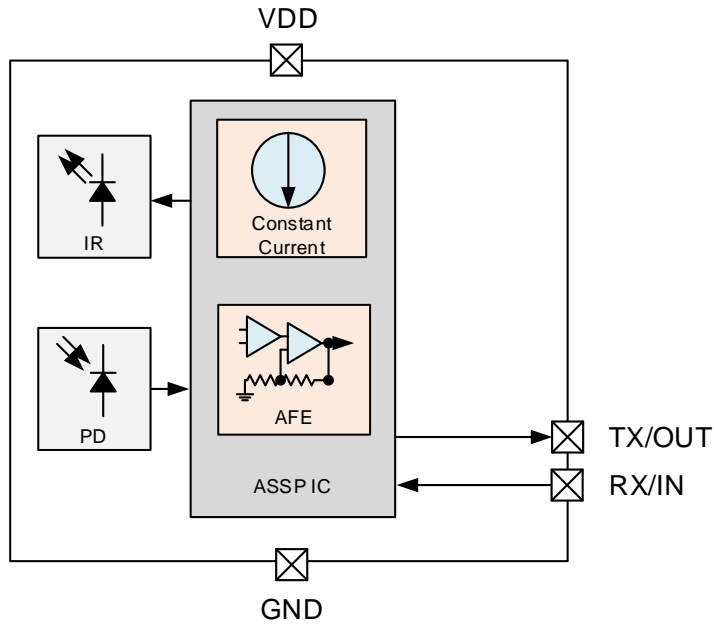 VDD
Constant
Current
IR
AFE
PD
TX/OUT
RX/IN
ASSP IC
GND